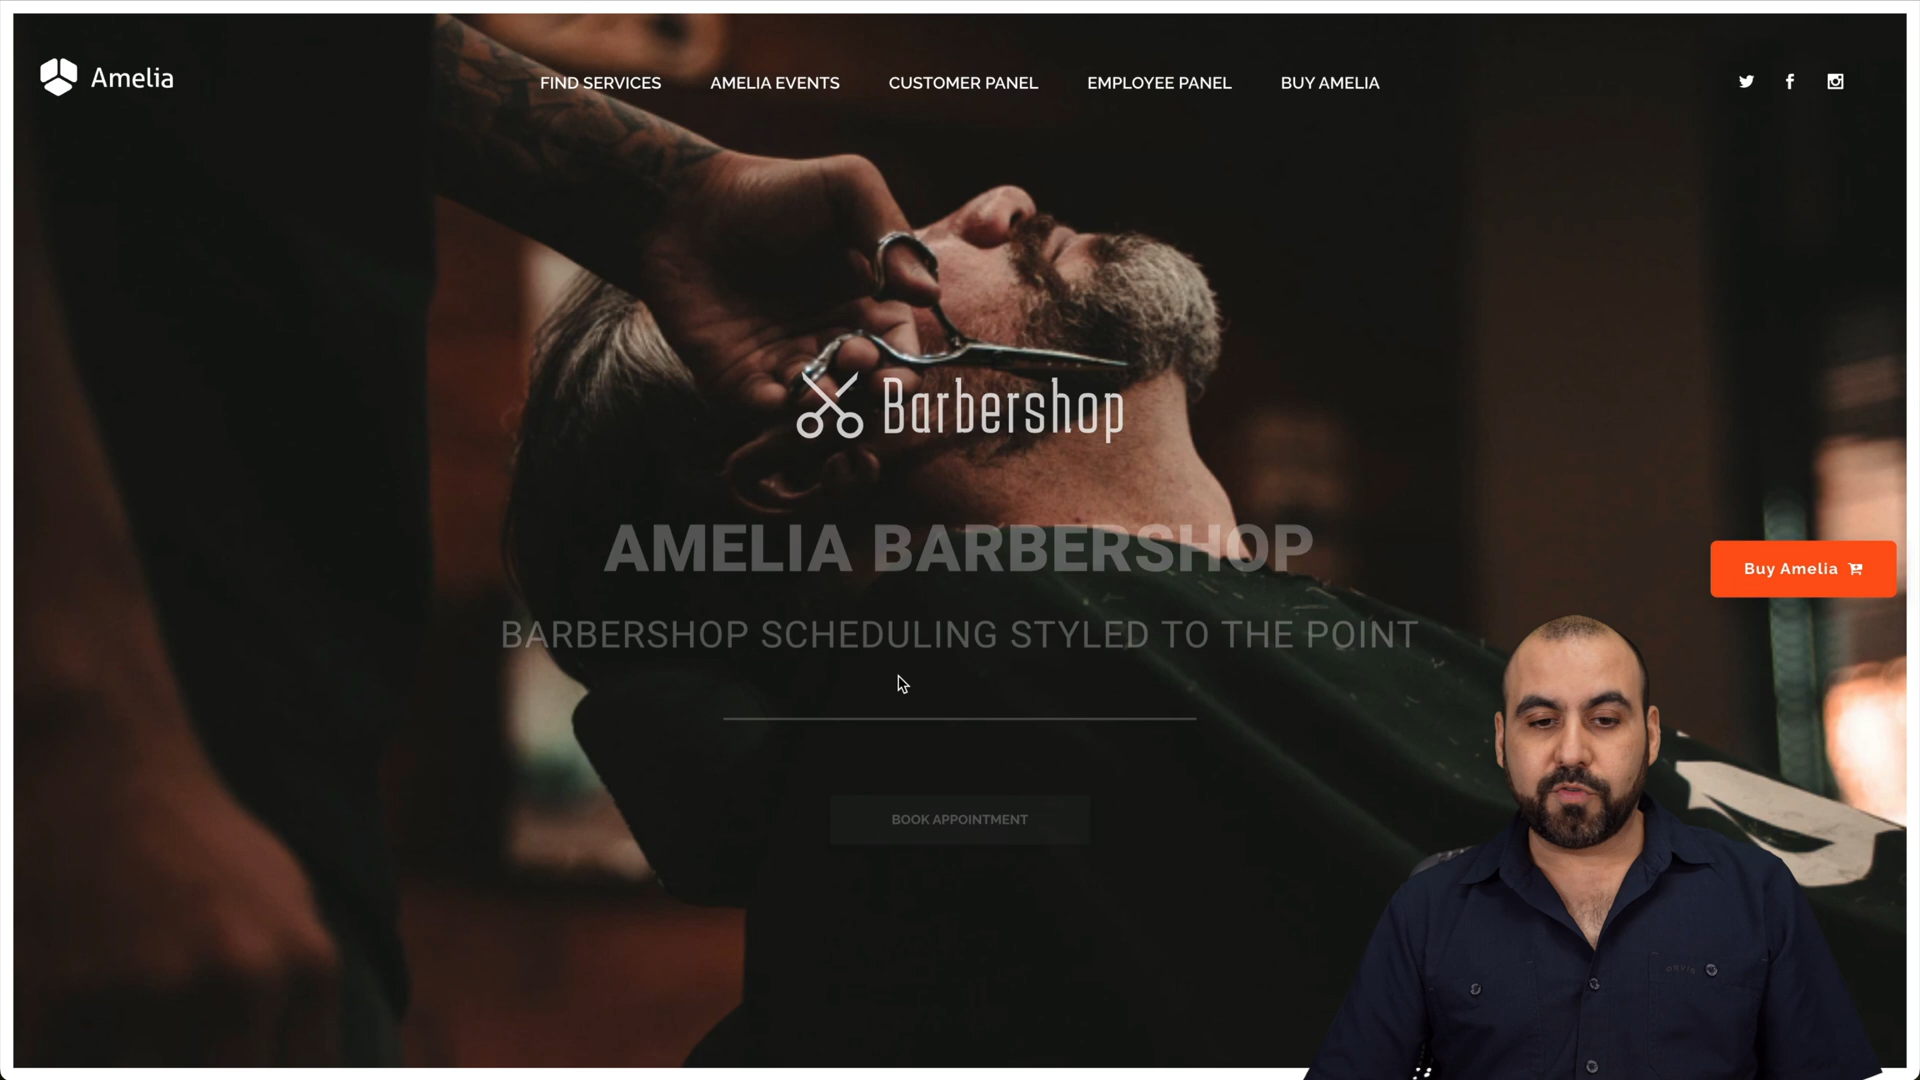 Amelia
FIND SERVICES
AMELIA EVENTS
CUSTOMER PANEL
EMPLOYEE PANEL
BUY AMELIA
Barbershop
AMELIA BARBERSHOP
Buy Amelia
BARBERSHOP SCHEDULING STYLED TO THE POINT
BOOK APPOINTMENT
ORVIS